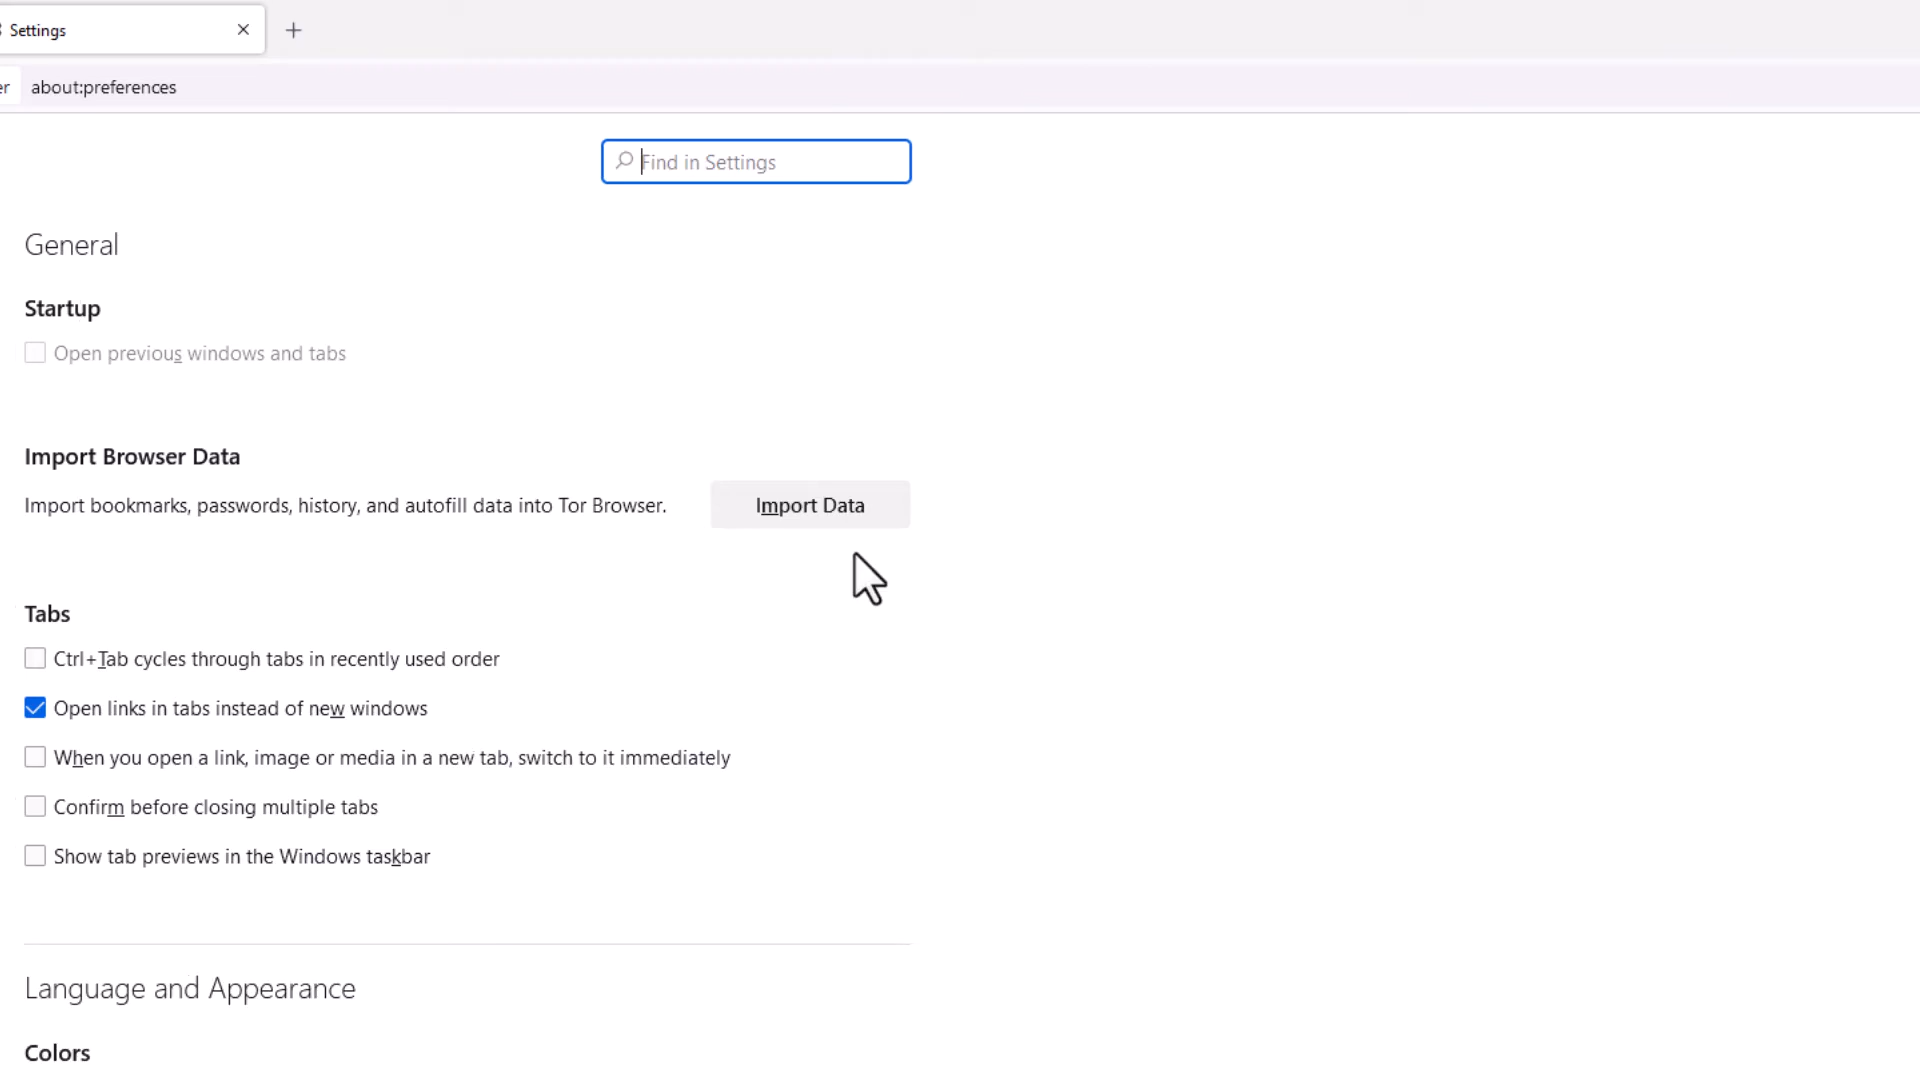 Settings
er about:preferences
Find in Settings
General
Startup
Open previous windows and tabs
Import Browser Data
Import bookmarks, passwords, history, and autofill data into Tor Browser.
Import Data
Tabs
Ctrl+Tab cycles through tabs in recently used order
Open links in tabs instead of new windows
When you open a link, image or media in a new tab, switch to it immediately
Confirm before closing multiple tabs
Show tab previews in the Windows taskbar
Language and Appearance
Colors